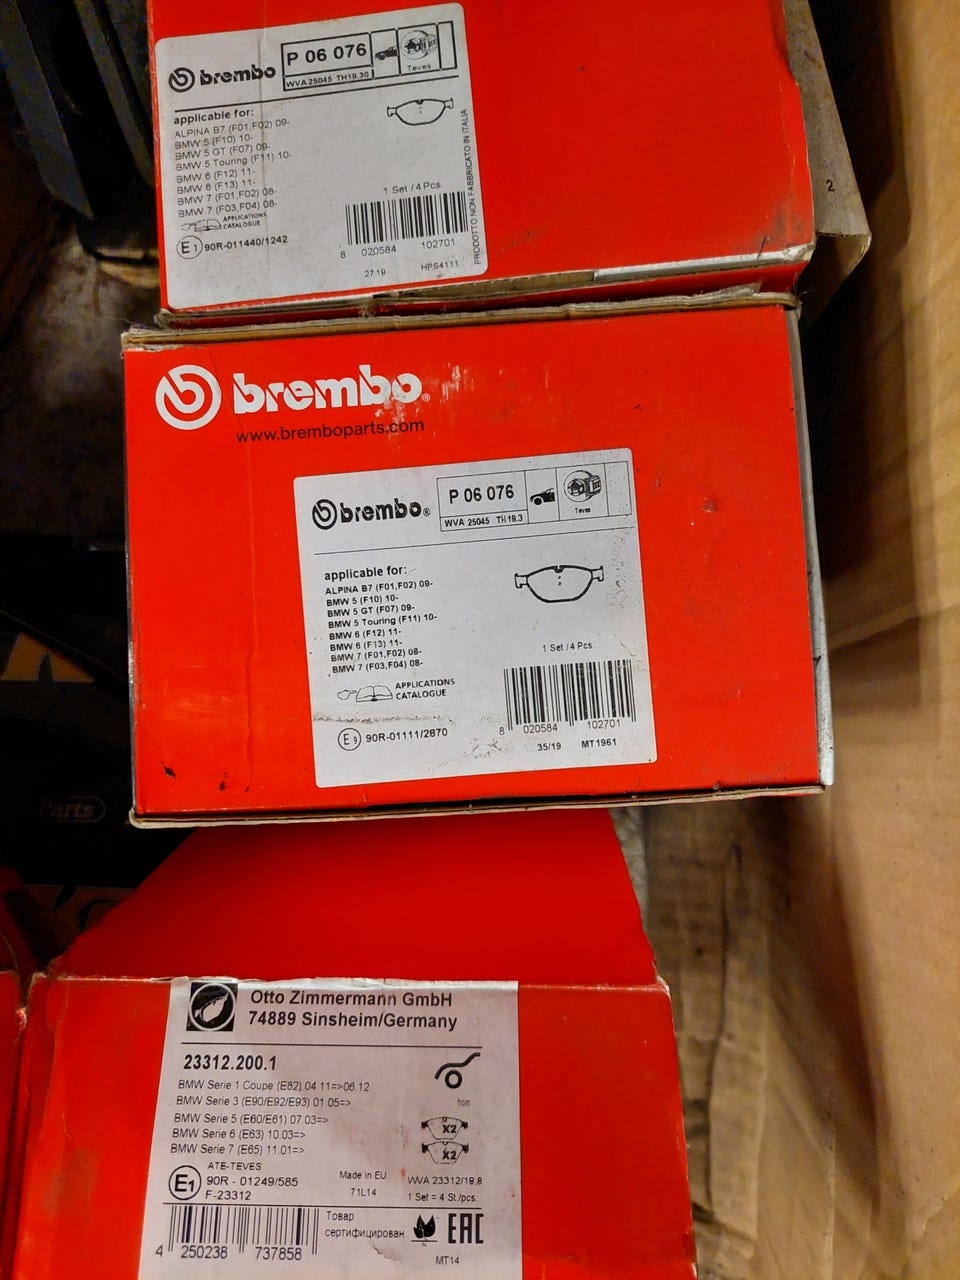 brembo
P 06 076
WVA 25045 TH19.30
Teves
applicable for:
ALPINA B7 (F01,F02) 09-
BMW 5 (F10) 10-
BMW 5 GT (F07) 09-
BMW 5 Touring (F11) 10-
BMW 6 (F12) 11-
BMW 6 (F13) 11-
BMW 7 (F01,F02) 08-
BMW 7 (F03,F04) 08-
APPLICATIONS
CATALOGUE
E1 90R-011440/1242
1 Set / 4 Pcs
8 020584 102701
27.19 HPS4111
PRODOTTO NON FABBRICATO IN ITALIA
2
brembo®
www.bremboparts.com
brembo®
P 06 076
WVA 25045 TH19.3
Teves
applicable for:
ALPINA B7 (F01,F02) 09-
BMW 5 (F10) 10-
BMW 5 GT (F07) 09-
BMW 5 Touring (F11) 10-
BMW 6 (F12) 11-
BMW 6 (F13) 11-
BMW 7 (F01,F02) 08-
BMW 7 (F03,F04) 08-
APPLICATIONS
CATALOGUE
E9 90R-01111/2870
1 Set / 4 Pcs.
8 020584 102701
35/19 MT1961
Parts
Otto Zimmermann GmbH
74889 Sinsheim/Germany
23312.200.1
BMW Serie 1 Coupe (E82) 04.11=>06.12
BMW Serie 3 (E90/E92/E93) 01.05=>
BMW Serie 5 (E60/E61) 07.03=>
BMW Serie 6 (E63) 10.03=>
BMW Serie 7 (E65) 11.01=>
front
X2
X2
ATE-TEVES
E1 90R - 01249/585
F-23312
Made in EU
71L14
WVA 23312/19,8
1 Set = 4 St./pcs.
Товар
сертифицирован
EAC
4 250238 737858
MT14